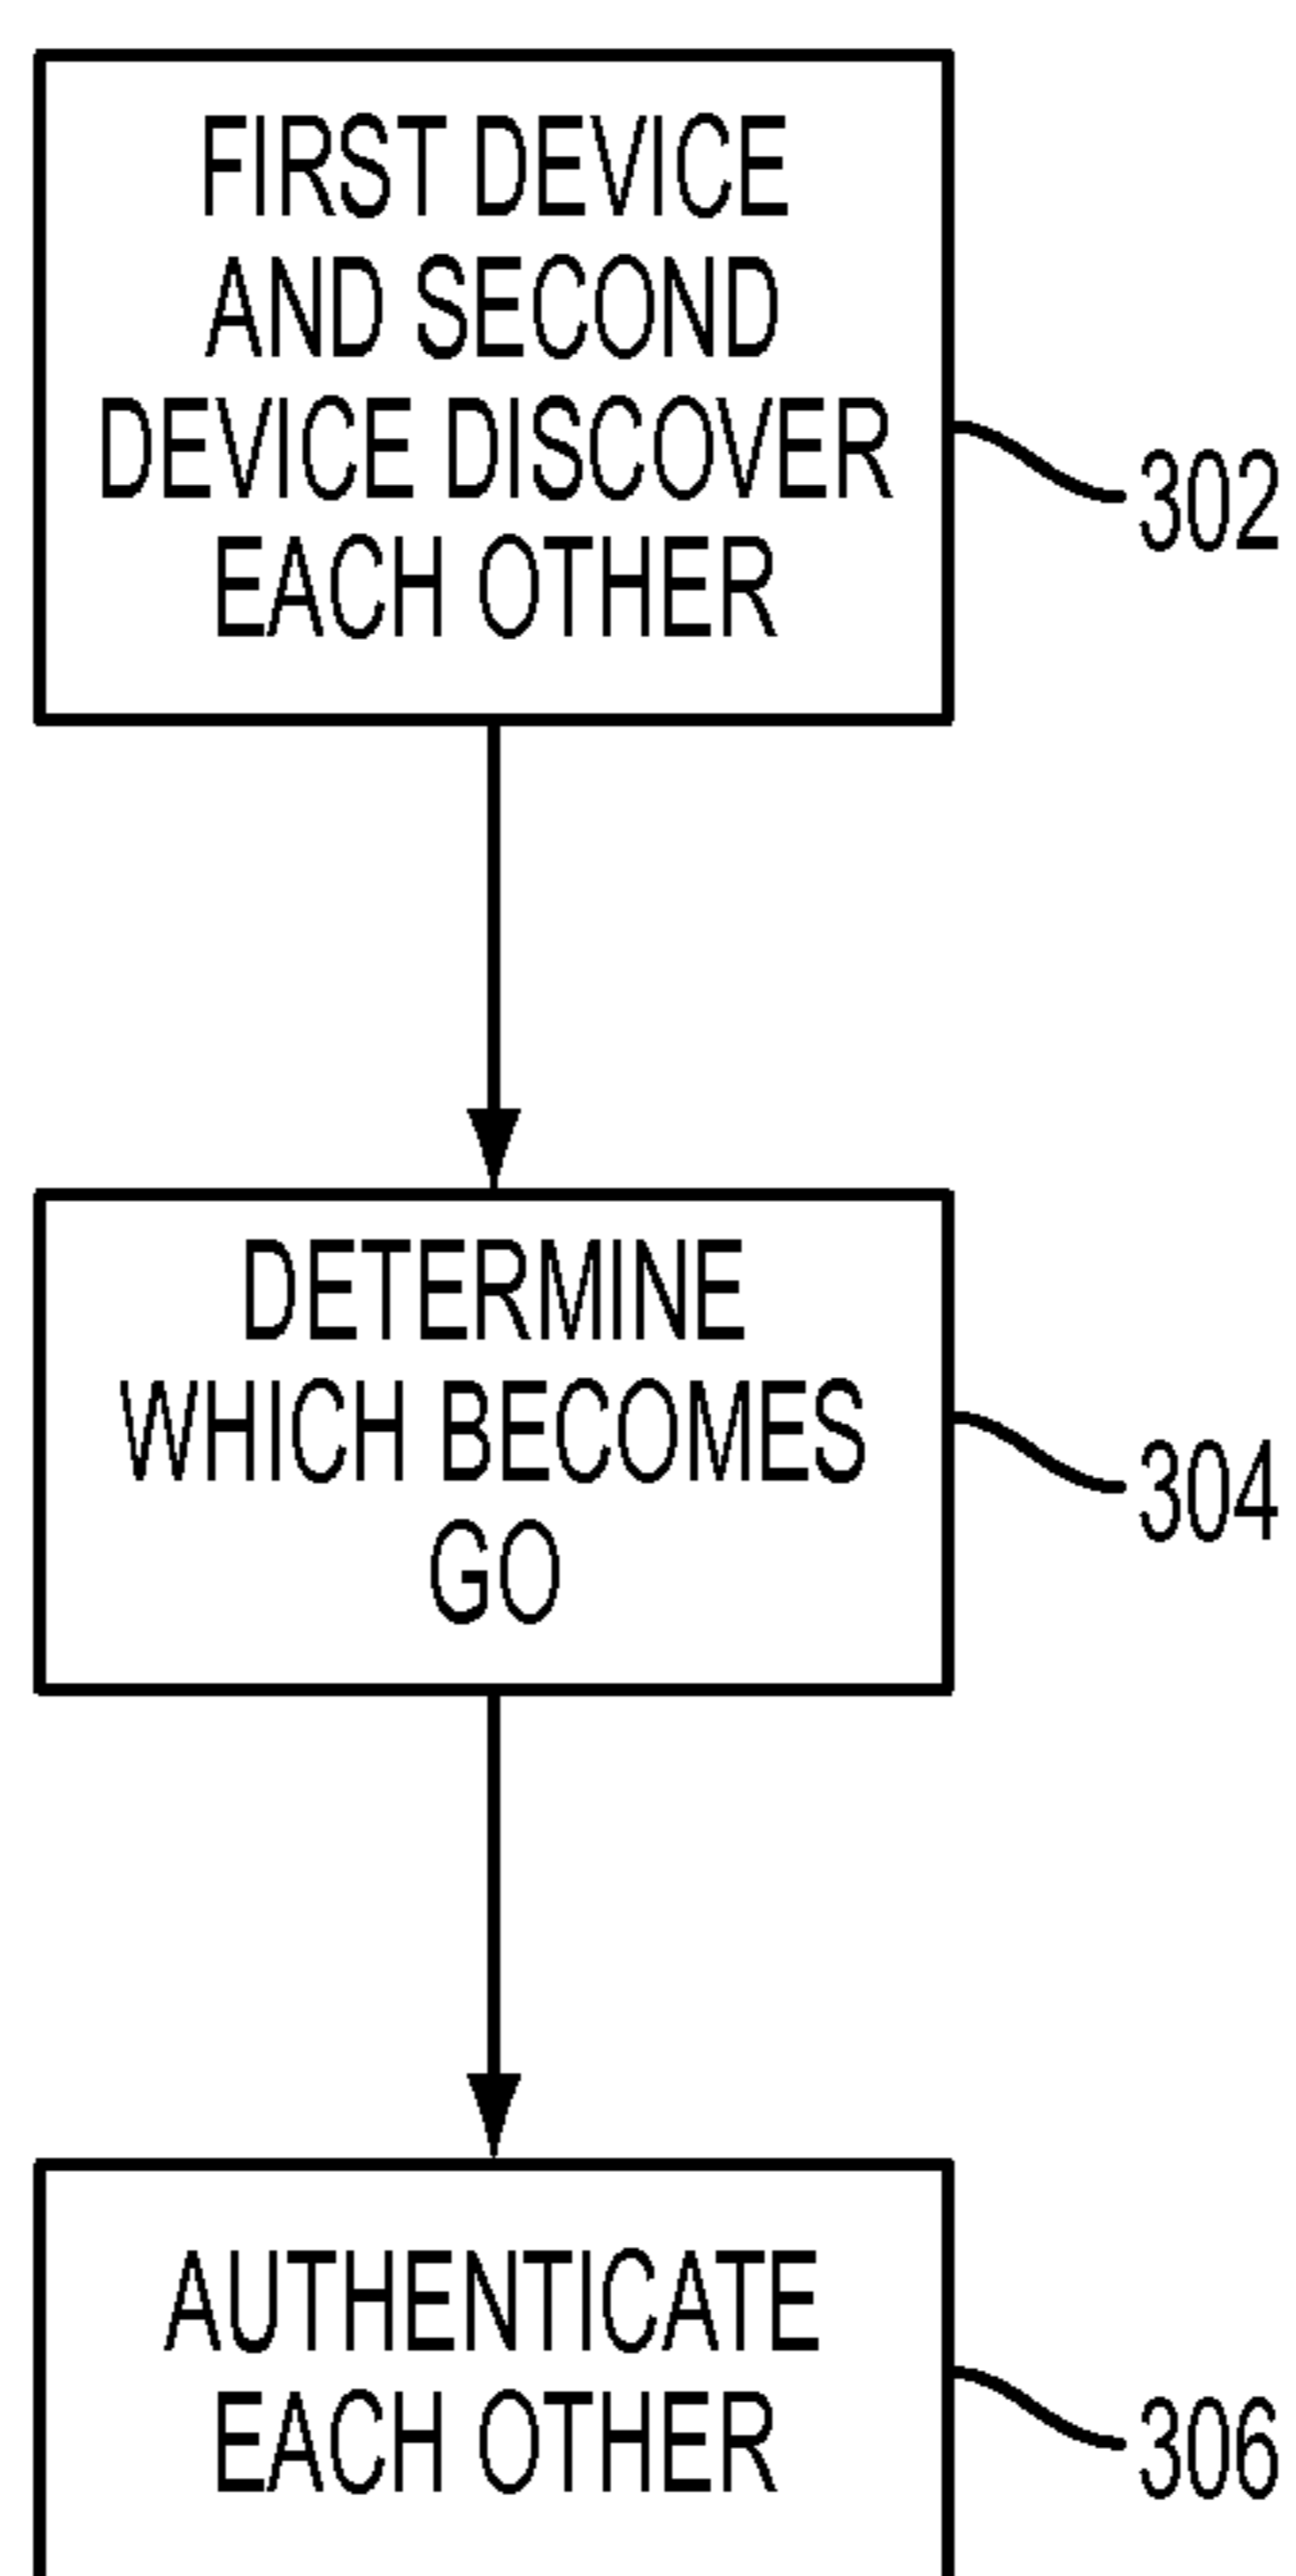 FIRST DEVICE
AND SECOND
DEVICE DISCOVER
EACH OTHER
302
DETERMINE
WHICH BECOMES
GO
304
AUTHENTICATE
EACH OTHER
306